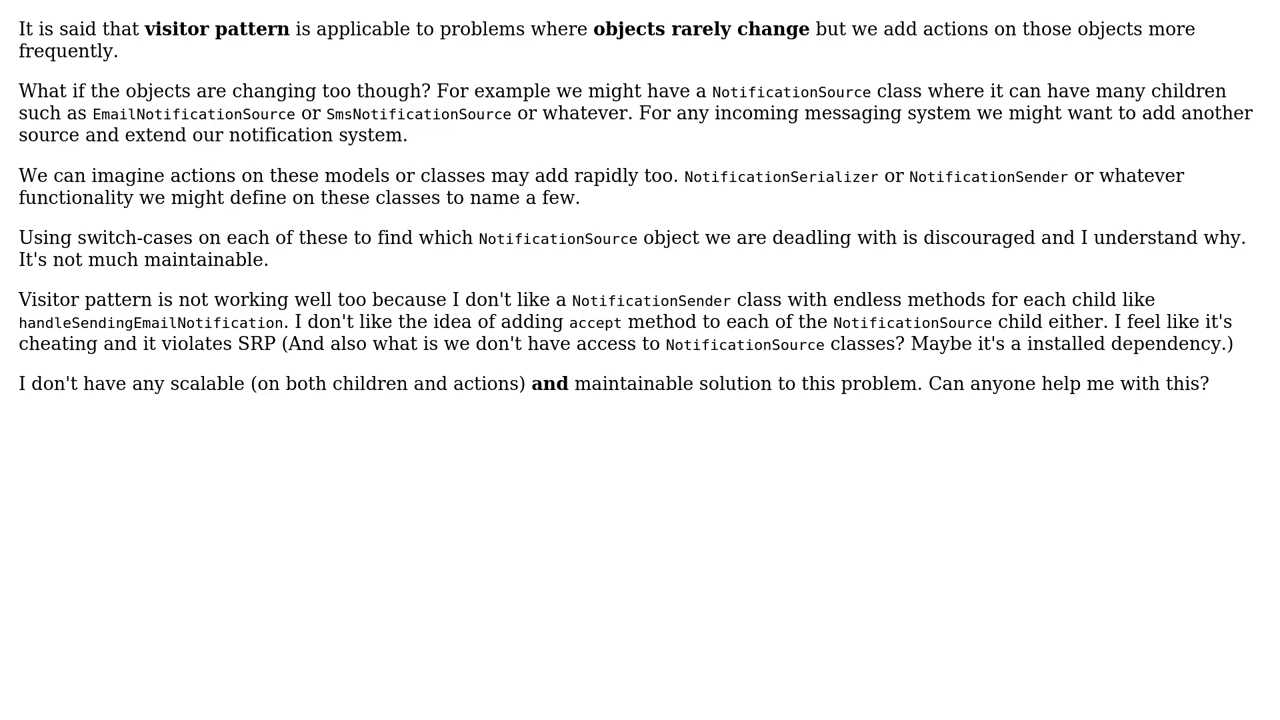 It is said that visitor pattern is applicable to problems where objects rarely change but we add actions on those objects more
frequently.
What if the objects are changing too though? For example we might have a NotificationSource class where it can have many children
such as EmailNotificationSource or SmsNotificationSource or whatever. For any incoming messaging system we might want to add another
source and extend our notification system.
We can imagine actions on these models or classes may add rapidly too. NotificationSerializer or NotificationSender or whatever
functionality we might define on these classes to name a few.
Using switch-cases on each of these to find which NotificationSource object we are deadling with is discouraged and I understand why.
It's not much maintainable.
Visitor pattern is not working well too because I don't like a NotificationSender class with endless methods for each child like
handleSendingEmailNotification. I don't like the idea of adding accept method to each of the NotificationSource child either. I feel like it's
cheating and it violates SRP (And also what is we don't have access to NotificationSource classes? Maybe it's a installed dependency.)
I don't have any scalable (on both children and actions) and maintainable solution to this problem. Can anyone help me with this?